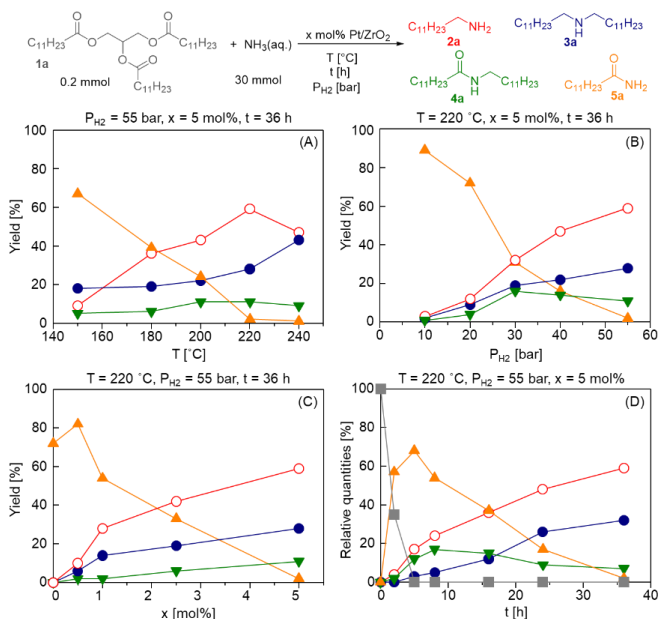 C11H23 O O C11H23
O O
O C11H23
O
1a
0.2 mmol
+ NH3(aq.)
30 mmol
x mol% Pt/ZrO2
T [°C]
t [h]
PH2 [bar]
C11H23 NH2
2a
C11H23 N H C11H23
3a
O
C11H23 N H C11H23
4a
O
C11H23 NH2
5a
PH2 = 55 bar, x = 5 mol%, t = 36 h
(A)
Yield [%]
100
80
60
40
20
0
140 160 180 200 220 240
T [°C]
T = 220 °C, x = 5 mol%, t = 36 h
(B)
Yield [%]
100
80
60
40
20
0
0 10 20 30 40 50 60
PH2 [bar]
T = 220 °C, PH2 = 55 bar, t = 36 h
(C)
Yield [%]
100
80
60
40
20
0
0 1 2 3 4 5
x [mol%]
T = 220 °C, PH2 = 55 bar, x = 5 mol%
(D)
Relative quantities [%]
100
80
60
40
20
0
0 10 20 30 40
t [h]